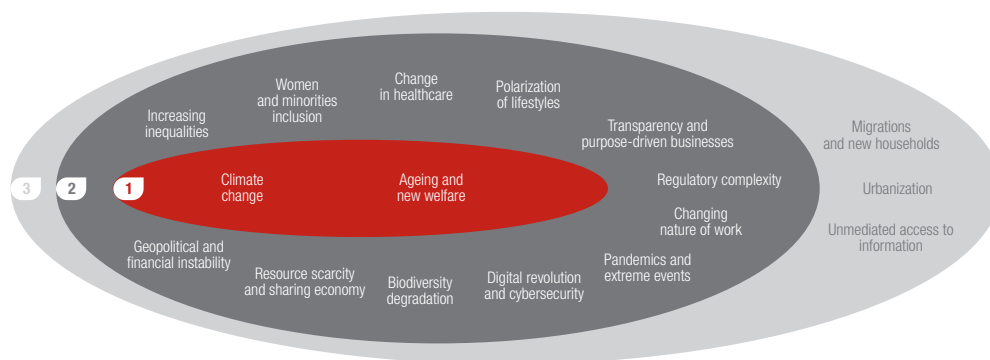 Women
and minorities
inclusion
Change
in healthcare
Polarization
of lifestyles
Increasing
inequalities
Transparency and
purpose-driven businesses
Migrations
and new households
3
2
1
Climate
change
Ageing and
new welfare
Regulatory complexity
Urbanization
Changing
nature of work
Unmediated access to
information
Geopolitical and
financial instability
Resource scarcity
and sharing economy
Biodiversity
degradation
Digital revolution
and cybersecurity
Pandemics and
extreme events